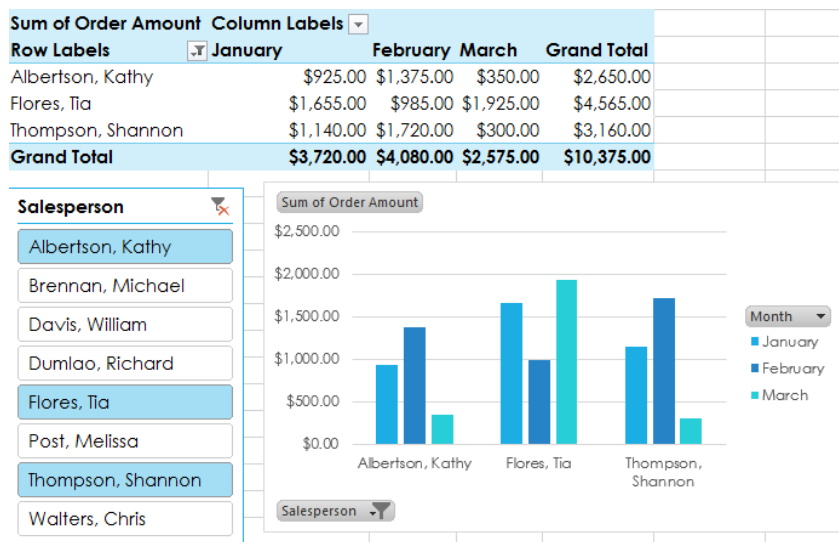 Sum of Order Amount Column Labels
Row Labels January February March Grand Total
Albertson, Kathy $925.00 $1,375.00 $350.00 $2,650.00
Flores, Tia $1,655.00 $985.00 $1,925.00 $4,565.00
Thompson, Shannon $1,140.00 $1,720.00 $300.00 $3,160.00
Grand Total $3,720.00 $4,080.00 $2,575.00 $10,375.00
Salesperson
Albertson, Kathy
Brennan, Michael
Davis, William
Dumlao, Richard
Flores, Tia
Post, Melissa
Thompson, Shannon
Walters, Chris
Sum of Order Amount
$2,500.00
$2,000.00
$1,500.00
$1,000.00
$500.00
$0.00
Albertson, Kathy Flores, Tia Thompson,
Shannon
Month
January
February
March
Salesperson